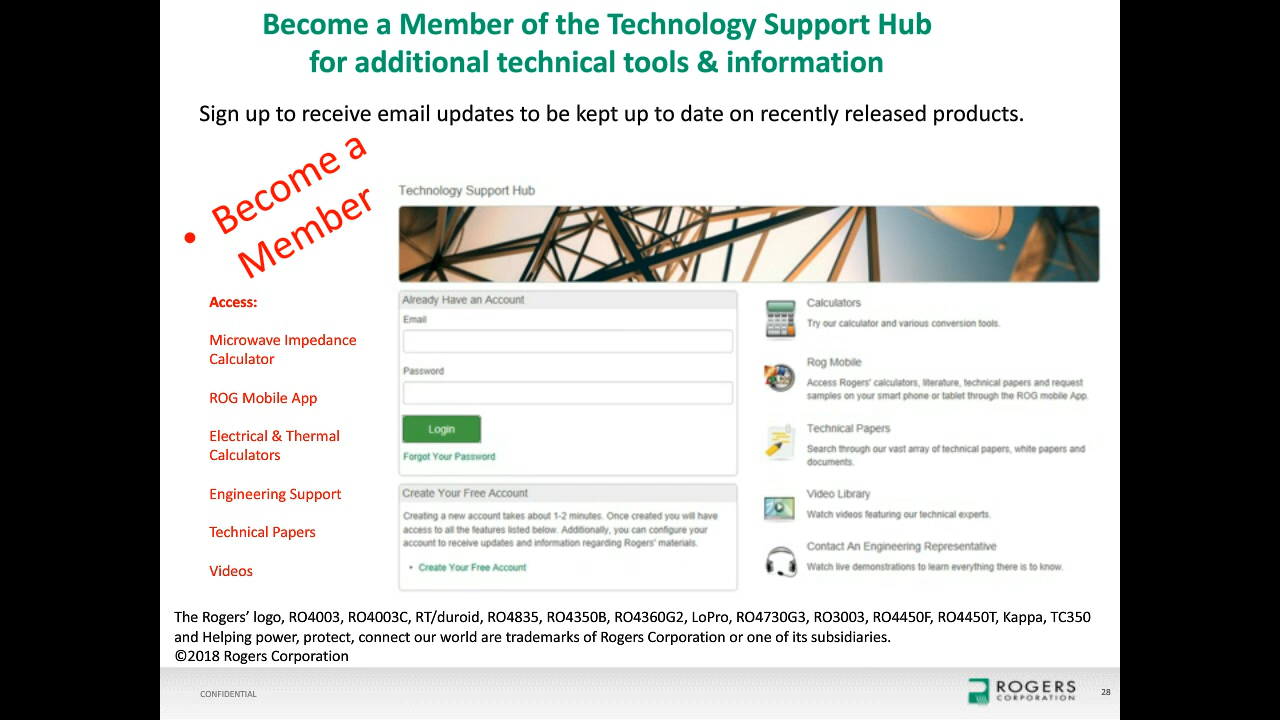 Become a Member of the Technology Support Hub
for additional technical tools & information
Sign up to receive email updates to be kept up to date on recently released products.
• Become a
Member
Access:
Microwave Impedance
Calculator
ROG Mobile App
Electrical & Thermal
Calculators
Engineering Support
Technical Papers
Videos
Technology Support Hub
Already Have an Account
Email
Password
Login
Forgot Your Password
Create Your Free Account
Creating a new account takes about 1-2 minutes. Once created you will have
access to all the features listed below. Additionally, you can configure your
account to receive updates and information regarding Rogers' materials.
• Create Your Free Account
Calculators
Try our calculator and various conversion tools.
Rog Mobile
Access Rogers' calculators, literature, technical papers and request
samples on your smart phone or tablet through the ROG mobile App.
Technical Papers
Search through our vast array of technical papers, white papers and
documents.
Video Library
Watch videos featuring our technical experts.
Contact An Engineering Representative
Watch live demonstrations to learn everything there is to know.
The Rogers’ logo, RO4003, RO4003C, RT/duroid, RO4835, RO4350B, RO4360G2, LoPro, RO4730G3, RO3003, RO4450F, RO4450T, Kappa, TC350
and Helping power, protect, connect our world are trademarks of Rogers Corporation or one of its subsidiaries.
©2018 Rogers Corporation
CONFIDENTIAL
ROGERS
CORPORATION
28